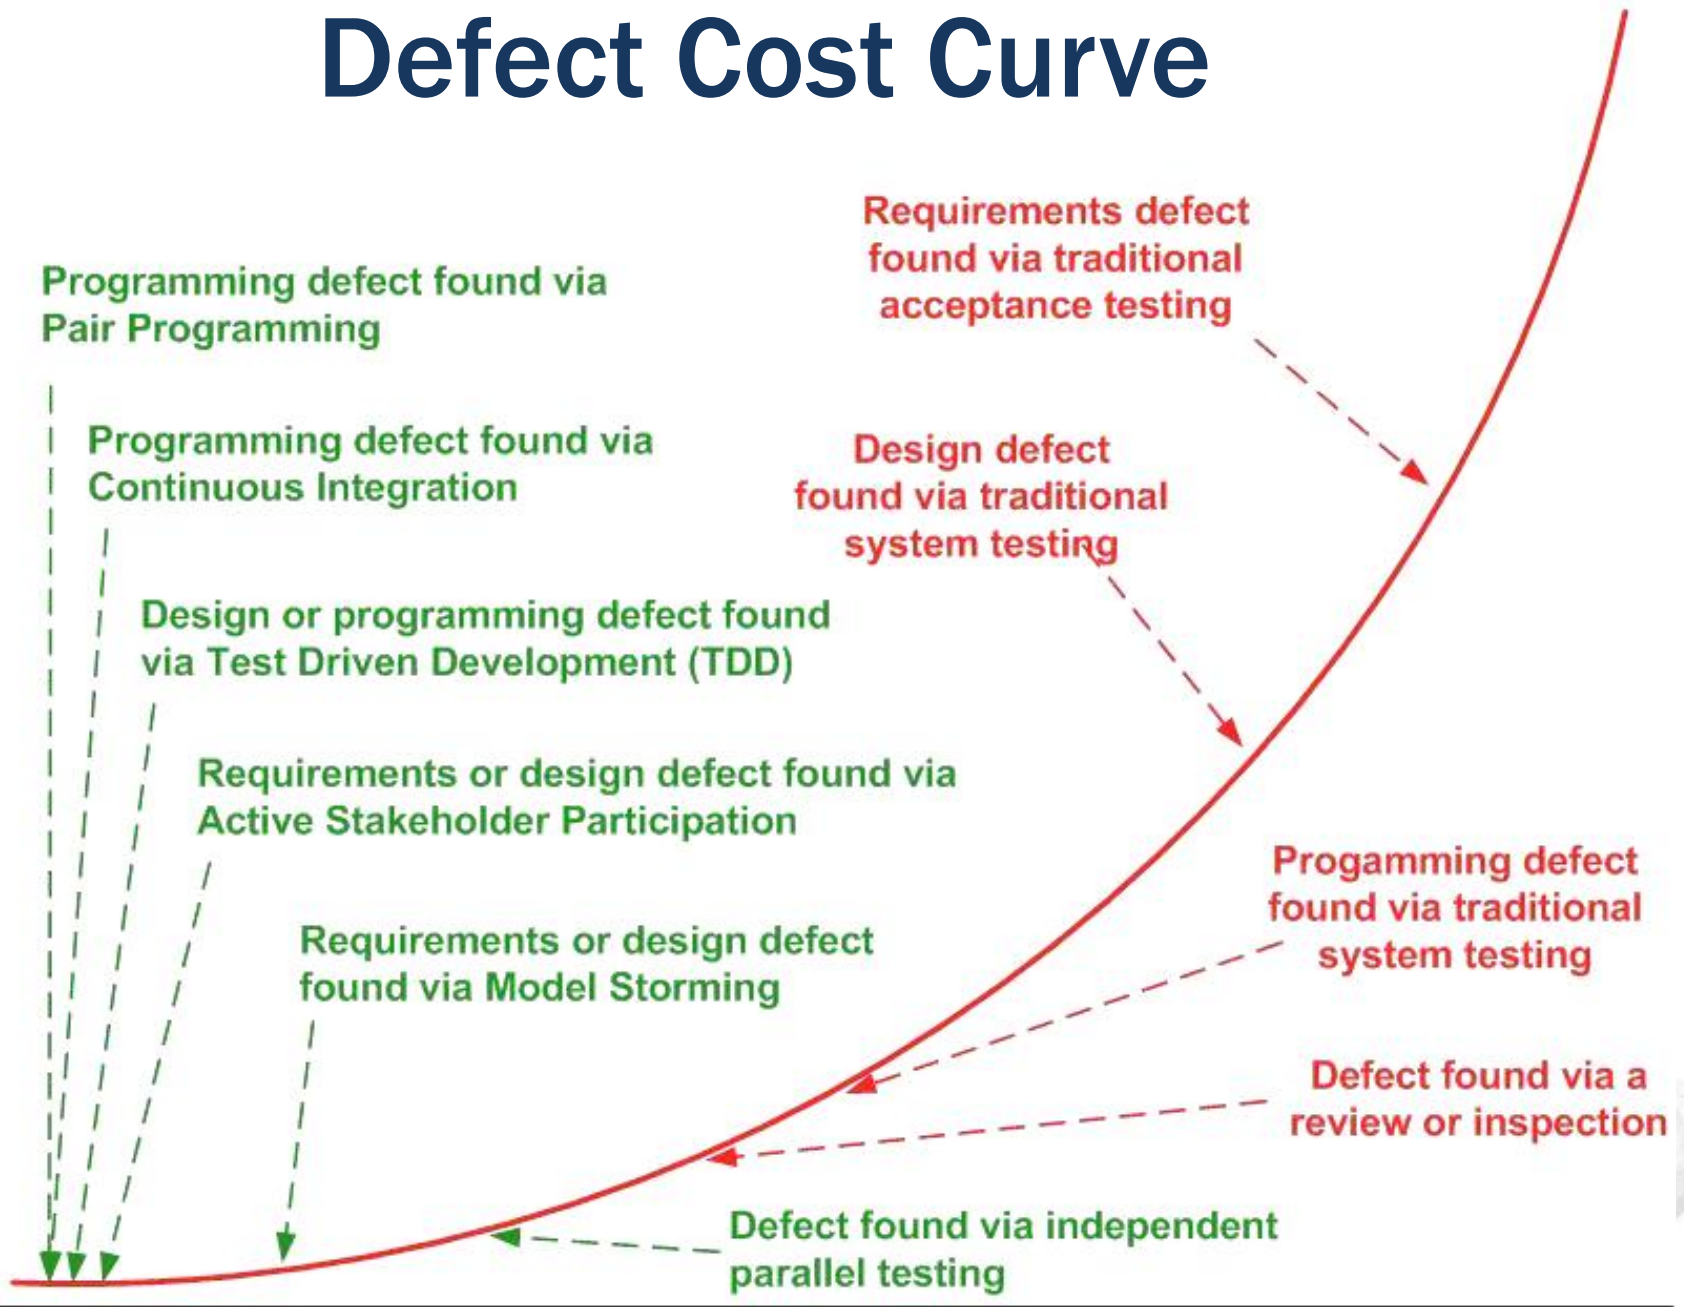 Defect Cost Curve
Requirements defect
found via traditional
acceptance testing
Programming defect found via
Pair Programming
Programming defect found via
Continuous Integration
Design defect
found via traditional
system testing
Design or programming defect found
via Test Driven Development (TDD)
Requirements or design defect found via
Active Stakeholder Participation
Progamming defect
found via traditional
system testing
Requirements or design defect
found via Model Storming
Defect found via a
review or inspection
Defect found via independent
parallel testing